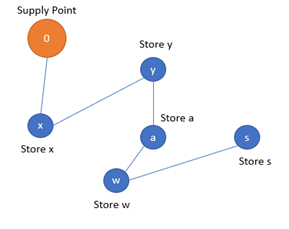 Supply Point
0
y
Store y
x
Store x
Store a
a
s
Store s
w
Store w